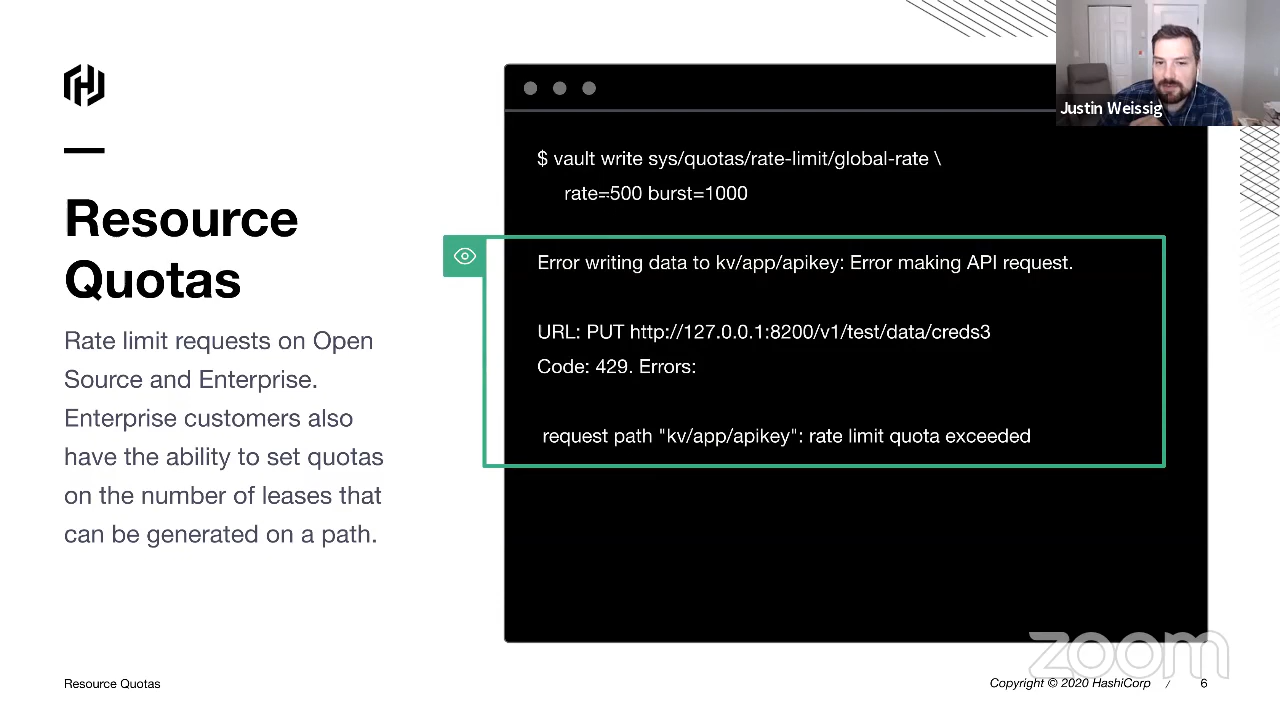 Justin Weissig
Resource
Quotas
Rate limit requests on Open
Source and Enterprise.
Enterprise customers also
have the ability to set quotas
on the number of leases that
can be generated on a path.
$ vault write sys/quotas/rate-limit/global-rate \
rate=500 burst=1000
Error writing data to kv/app/apikey: Error making API request.
URL: PUT http://127.0.0.1:8200/v1/test/data/creds3
Code: 429. Errors:
request path "kv/app/apikey": rate limit quota exceeded
zoom
Resource Quotas
Copyright © 2020 HashiCorp / 6